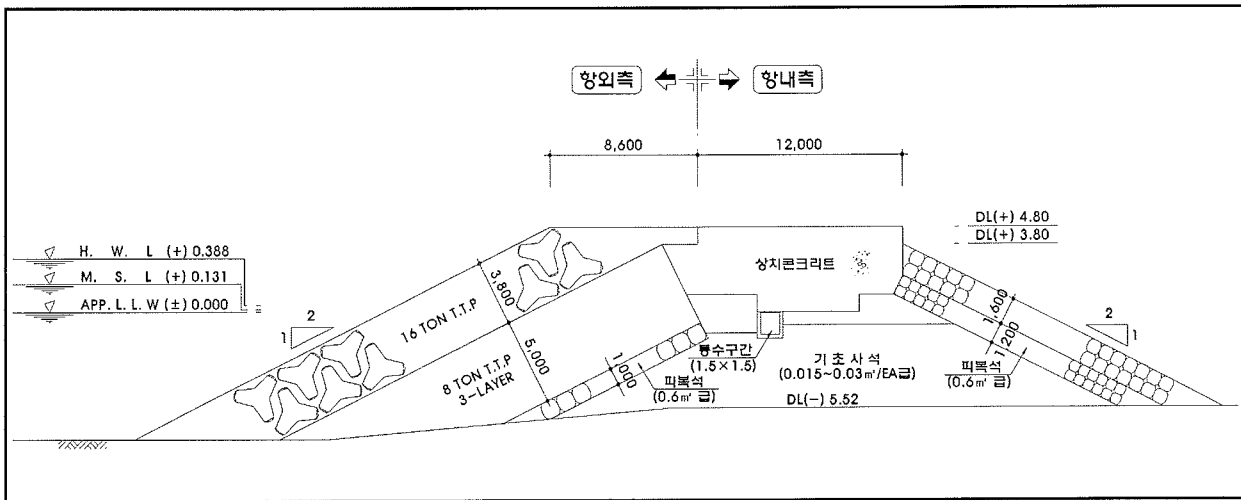 항외측
항내측
8,600
12,000
DL(+) 4.80
DL(+) 3.80
H. W. L (+) 0.388
M. S. L (+) 0.131
APP. L. L. W (±) 0.000
상치콘크리트
3,800
16 TON T.T.P
2
1
5,000
8 TON T.T.P
3-LAYER
1,000
피복석
(0.6㎥ 급)
통수구간
(1.5×1.5)
기초사석
(0.015~0.03㎥/EA급)
DL(-) 5.52
1,600
1,200
피복석
(0.6㎥ 급)
2
1